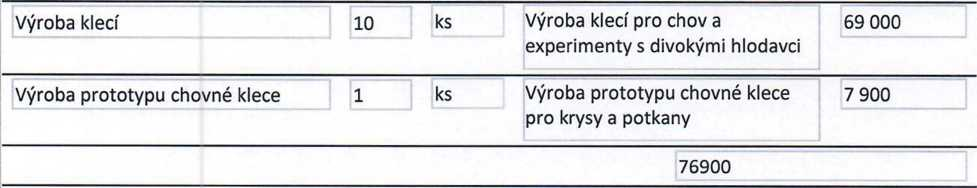 Výroba klecí 10 ks Výroba klecí pro chov a 69 000
experimenty s divokými hlodavci
Výroba prototypu chovné klece 1 ks Výroba prototypu chovné klece 7 900
pro krysy a potkany
76900